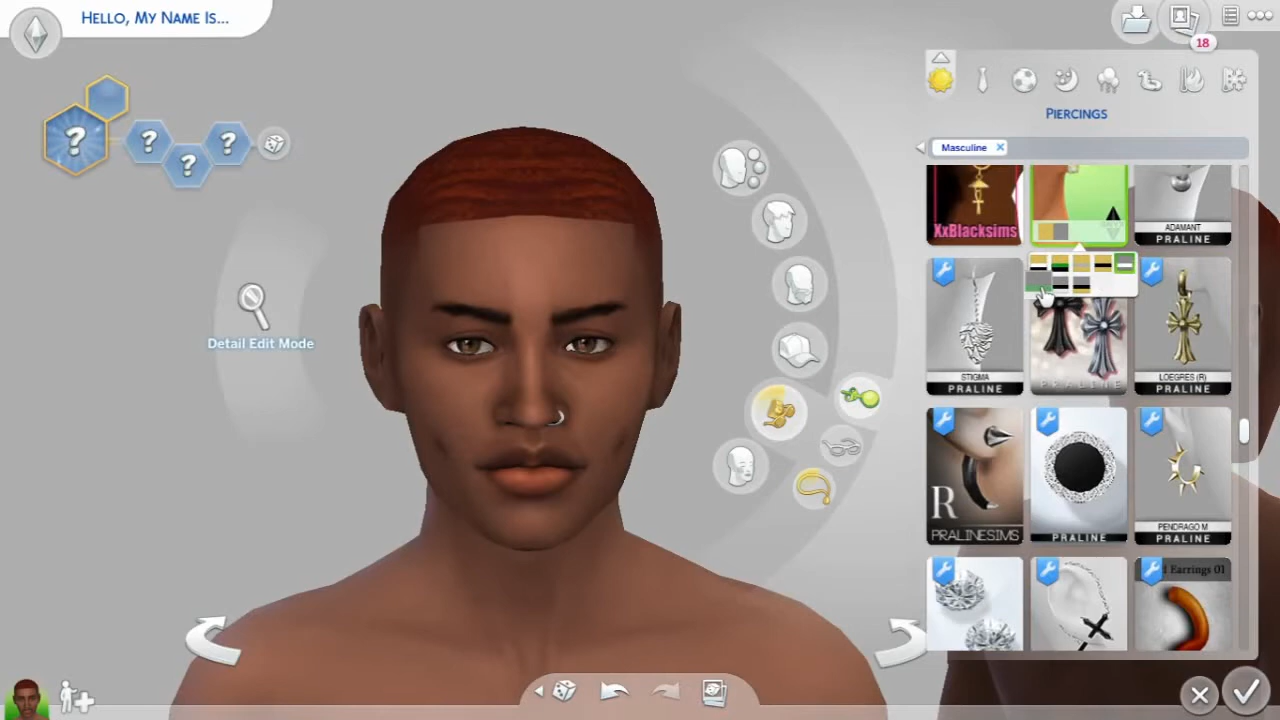 Hello, My Name Is...
18
Piercings
Masculine
XxBlacksims
ADAMANT
PRALINE
Detail Edit Mode
STIGMA
PRALINE
PRALINE
LOEGRES (R)
PRALINE
R
PRALINESIMS
PRALINE
PENDRAGO M
PRALINE
d Earrings 01